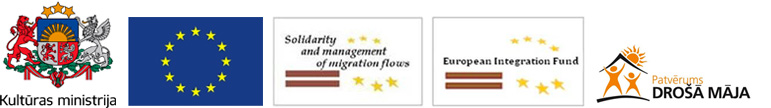 Kultūras ministrija
Solidarity
and management
of migration flows
European Integration Fund
Patvērums
DROŠĀ MĀJA